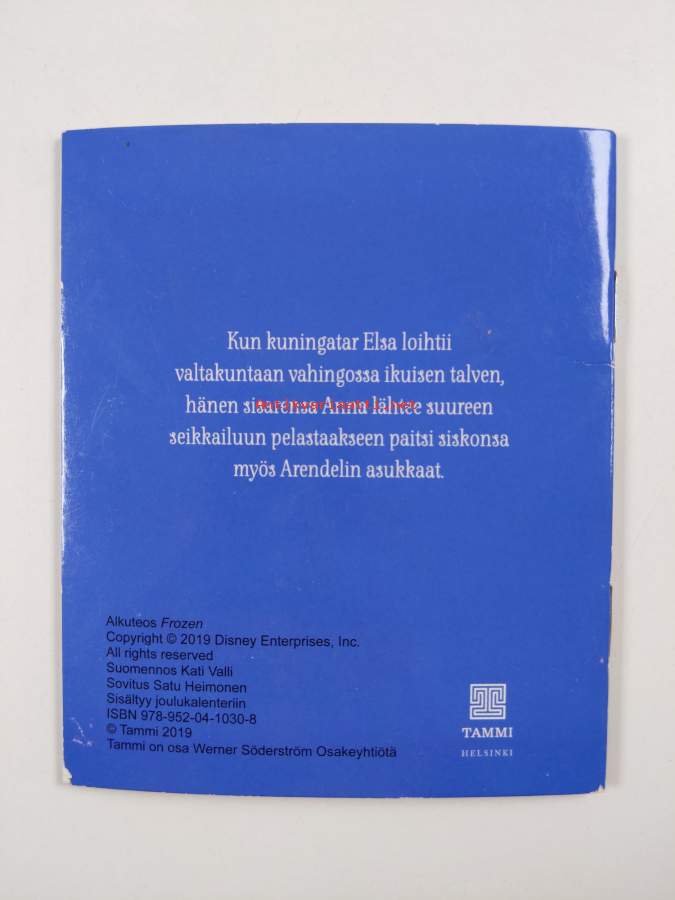 Kun kuningatar Elsa loihtii
valtakuntaan vahingossa ikuisen talven,
hänen sisarensa Anna lähtee suureen
seikkailuun pelastaakseen paitsi siskonsa
myös Arendelin asukkaat.
Alkuteos Frozen
Copyright © 2019 Disney Enterprises, Inc.
All rights reserved
Suomennos Kati Valli
Sovitus Satu Heimonen
Sisältyy joulukalenteriin
ISBN 978-952-04-1030-8
© Tammi 2019
Tammi on osa Werner Söderström Osakeyhtiötä
TAMMI
HELSINKI